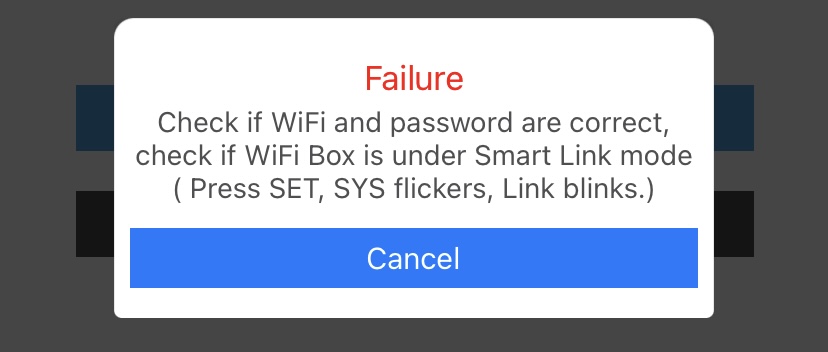 Failure
Check if WiFi and password are correct,
check if WiFi Box is under Smart Link mode
( Press SET, SYS flickers, Link blinks.)
Cancel